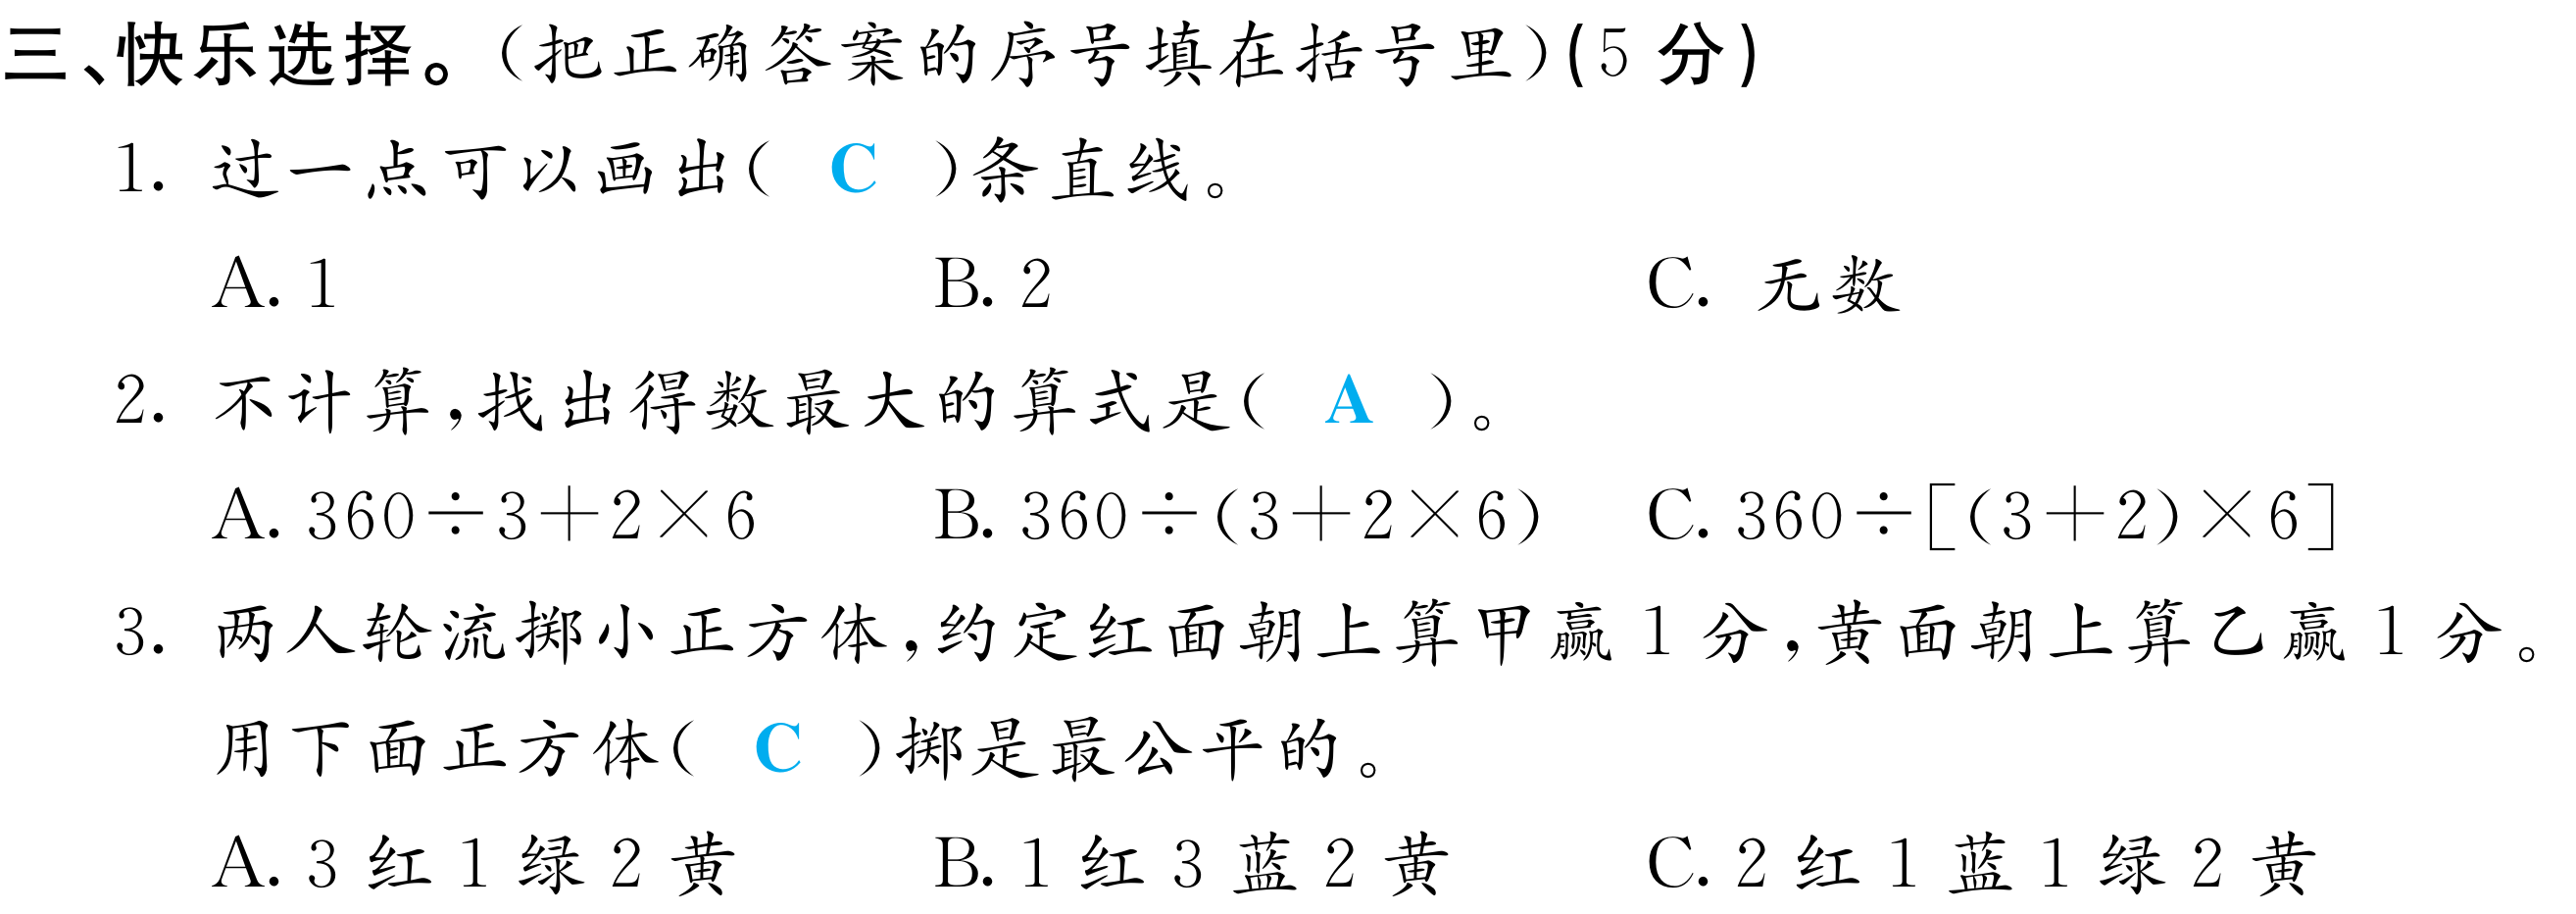 三、快乐选择。(把正确答案的序号填在括号里)(5 分)
1. 过一点可以画出( C )条直线。
A. 1 B. 2 C. 无数
2. 不计算,找出得数最大的算式是( A )。
A. 360÷3+2×6 B. 360÷(3+2×6) C. 360÷[(3+2)×6]
3. 两人轮流掷小正方体,约定红面朝上算甲赢 1 分,黄面朝上算乙赢 1 分。
用下面正方体( C )掷是最公平的。
A. 3 红 1 绿 2 黄 B. 1 红 3 蓝 2 黄 C. 2 红 1 蓝 1 绿 2 黄